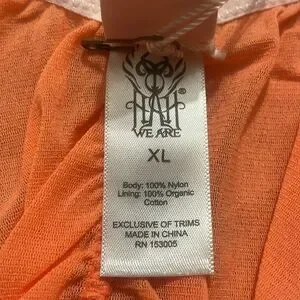 WE ARE
XL
Body: 100% Nylon
Lining: 100% Organic
Cotton
EXCLUSIVE OF TRIMS
MADE IN CHINA
RN 153005